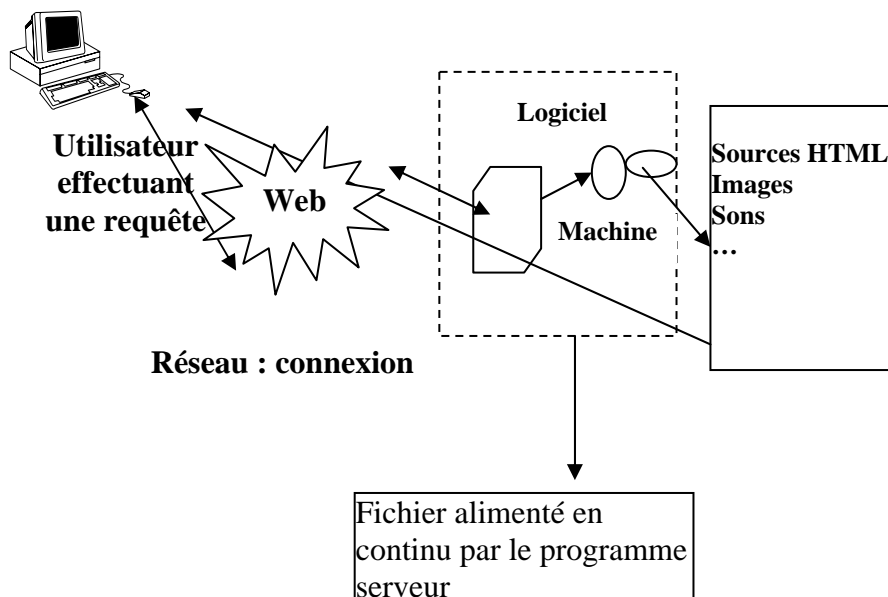 Utilisateur
effectuant
une requête
Web
Logiciel
Machine
Sources HTML
Images
Sons
…
Réseau : connexion
Fichier alimenté en
continu par le programme
serveur